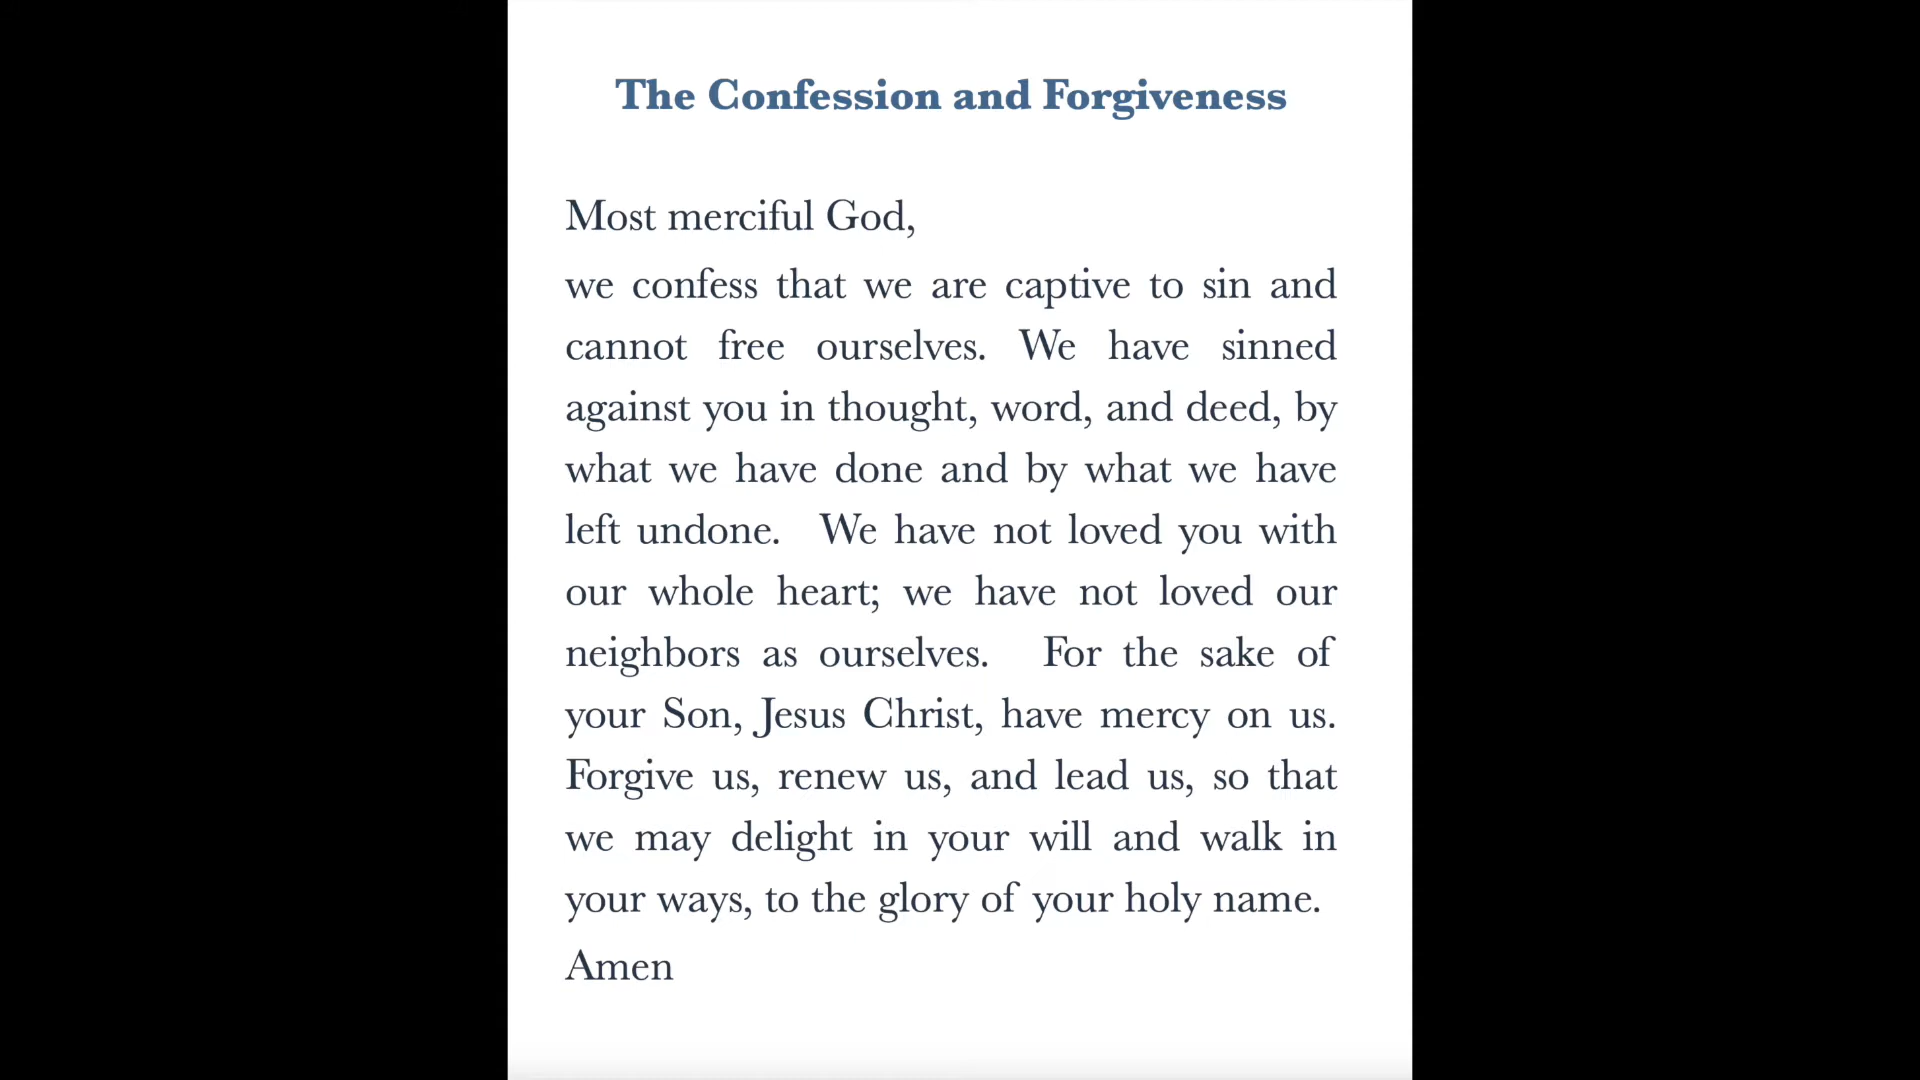 The Confession and Forgiveness
Most merciful God,
we confess that we are captive to sin and
cannot free ourselves. We have sinned
against you in thought, word, and deed, by
what we have done and by what we have
left undone. We have not loved you with
our whole heart; we have not loved our
neighbors as ourselves. For the sake of
your Son, Jesus Christ, have mercy on us.
Forgive us, renew us, and lead us, so that
we may delight in your will and walk in
your ways, to the glory of your holy name.
Amen